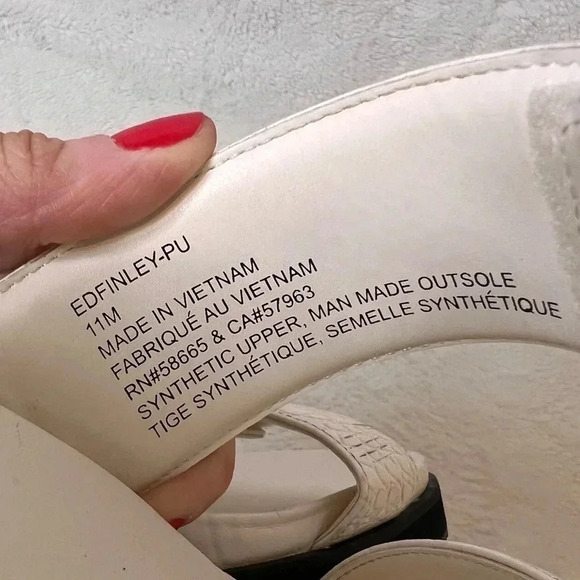 EDFINLEY-PU
11M
MADE IN VIETNAM
FABRIQUÉ AU VIETNAM
RN#58665 & CA#57963
SYNTHETIC UPPER, MAN MADE OUTSOLE
TIGE SYNTHÉTIQUE, SEMELLE SYNTHÉTIQUE